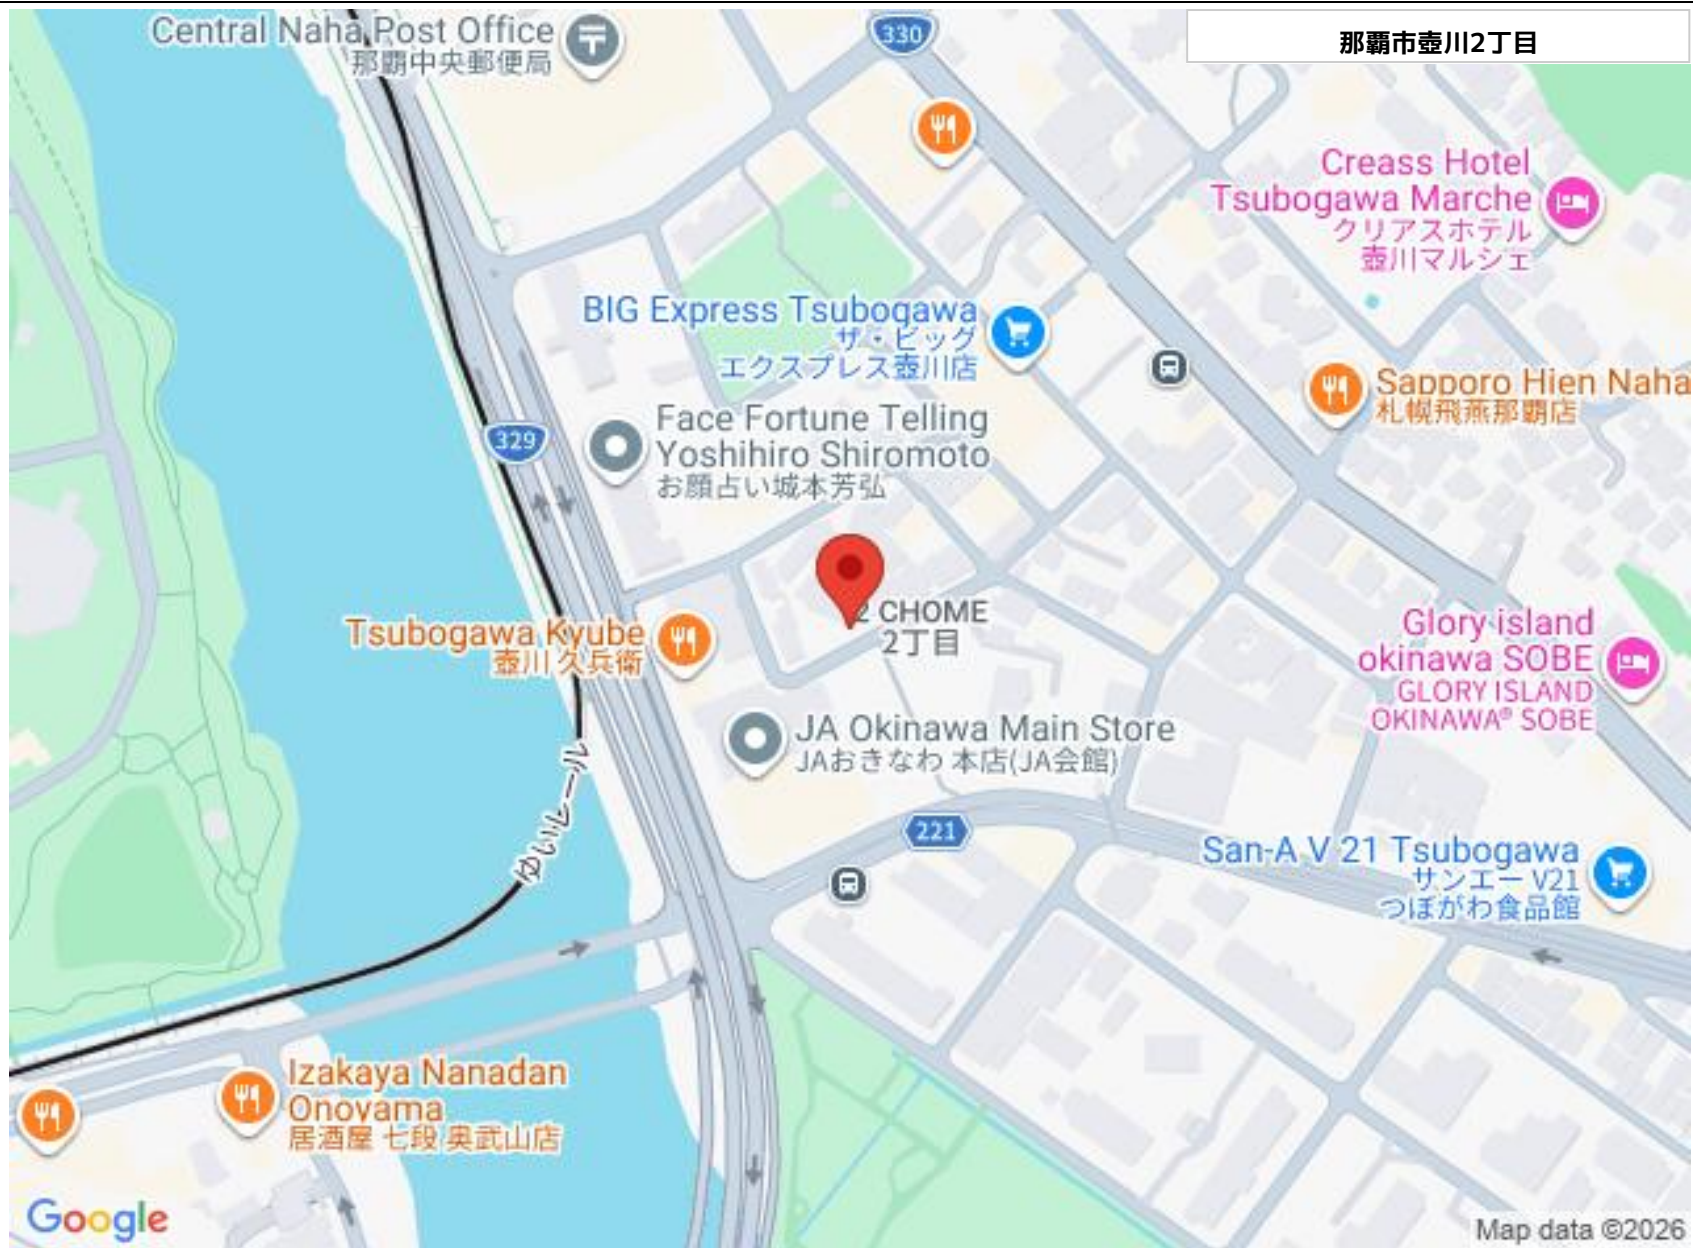 Central Naha Post Office
那覇中央郵便局
330
那覇市壺川2丁目
Creass Hotel
Tsubogawa Marche
クリアスホテル
壺川マルシェ
BIG Express Tsubogawa
ザ・ビッグ
エクスプレス壺川店
Sapporo Hien Naha
札幌飛燕那覇店
329
Face Fortune Telling
Yoshihiro Shiromoto
お顔占い城本芳弘
2 CHOME
2丁目
Tsubogawa Kyube
壺川 久兵衛
Glory island
okinawa SOBE
GLORY ISLAND
OKINAWA® SOBE
JA Okinawa Main Store
JAおきなわ 本店(JA会館)
ゆいレール
221
San-A V 21 Tsubogawa
サンエー V21
つぼがわ食品館
Izakaya Nanadan
Onoyama
居酒屋 七段 奥武山店
Google
Map data ©2026